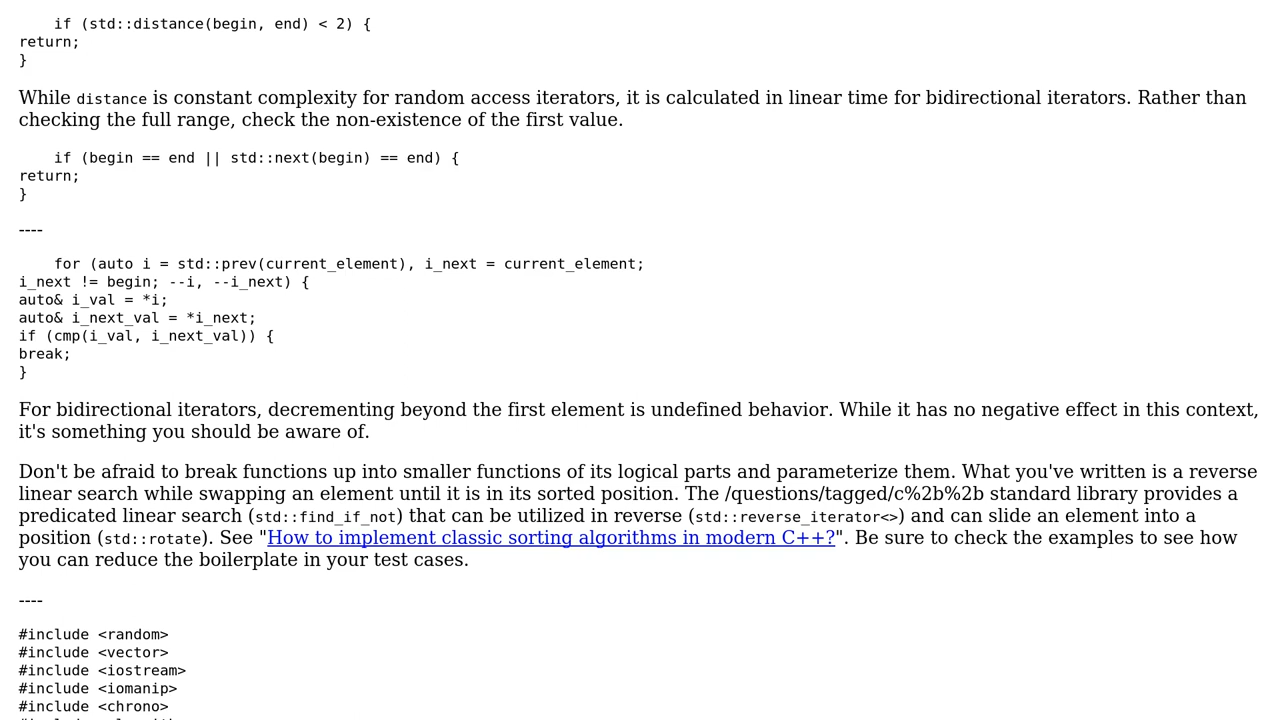 if (std::distance(begin, end) < 2) {
return;
}
While distance is constant complexity for random access iterators, it is calculated in linear time for bidirectional iterators. Rather than
checking the full range, check the non-existence of the first value.
if (begin == end || std::next(begin) == end) {
return;
}
----
for (auto i = std::prev(current_element), i_next = current_element;
i_next != begin; --i, --i_next) {
auto& i_val = *i;
auto& i_next_val = *i_next;
if (cmp(i_val, i_next_val)) {
break;
}
For bidirectional iterators, decrementing beyond the first element is undefined behavior. While it has no negative effect in this context,
it's something you should be aware of.
Don't be afraid to break functions up into smaller functions of its logical parts and parameterize them. What you've written is a reverse
linear search while swapping an element until it is in its sorted position. The /questions/tagged/c%2b%2b standard library provides a
predicated linear search (std::find_if_not) that can be utilized in reverse (std::reverse_iterator<>) and can slide an element into a
position (std::rotate). See "How to implement classic sorting algorithms in modern C++?". Be sure to check the examples to see how
you can reduce the boilerplate in your test cases.
----
#include <random>
#include <vector>
#include <iostream>
#include <iomanip>
#include <chrono>